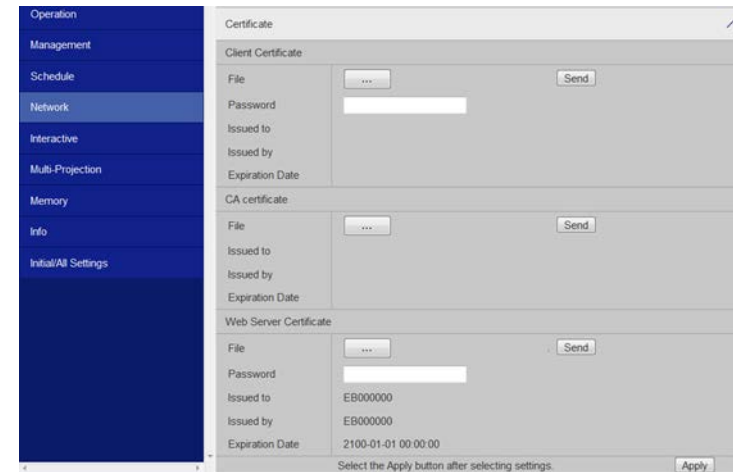 Operation
Management
Schedule
Network
Interactive
Multi-Projection
Memory
Info
Initial/All Settings
Certificate
Client Certificate
File ... Send
Password
Issued to
Issued by
Expiration Date
CA certificate
File ... Send
Issued to
Issued by
Expiration Date
Web Server Certificate
File ... . Send
Password
Issued to EB000000
Issued by EB000000
Expiration Date 2100-01-01 00:00:00
Select the Apply button after selecting settings. Apply